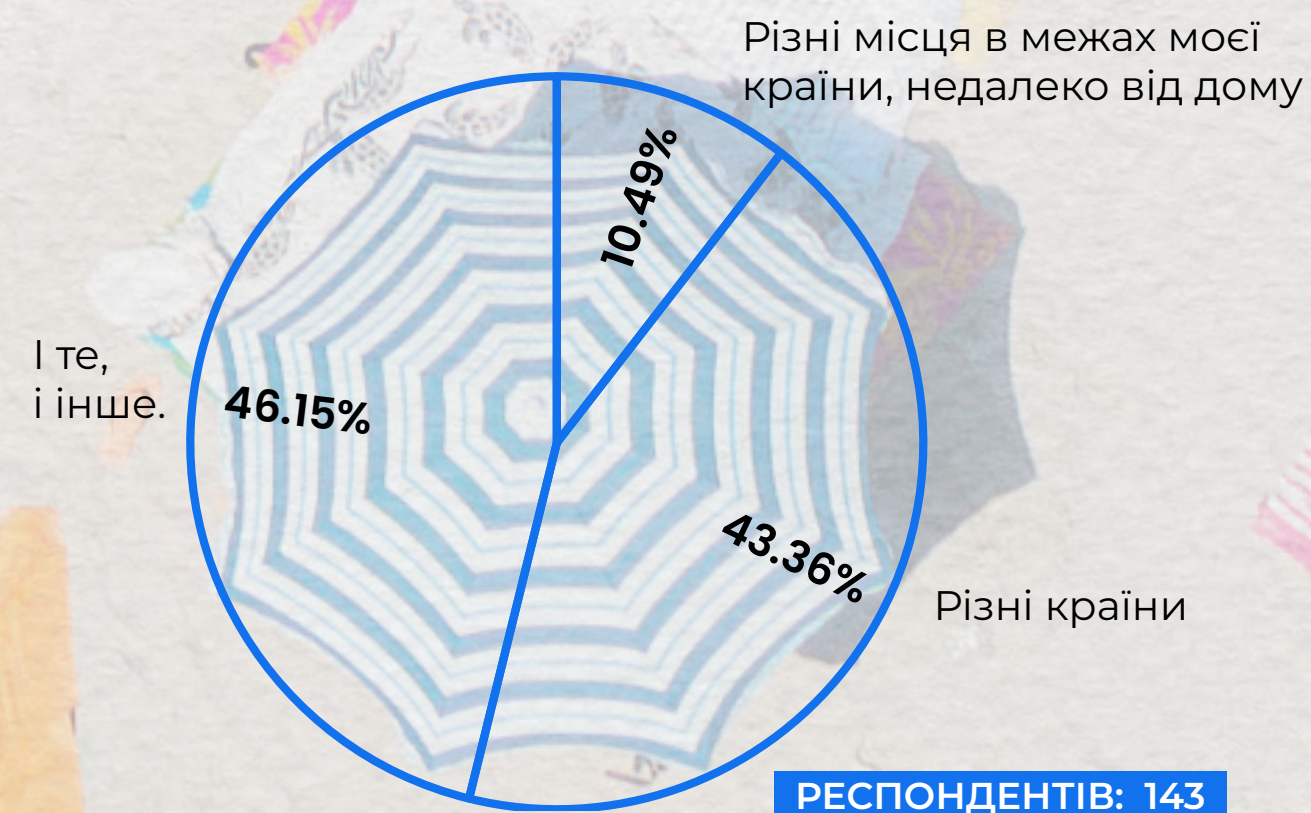 Різні місця в межах моєї
країни, недалеко від дому
10.49%
І те,
і інше.
46.15%
43.36%
Різні країни
РЕСПОНДЕНТІВ: 143